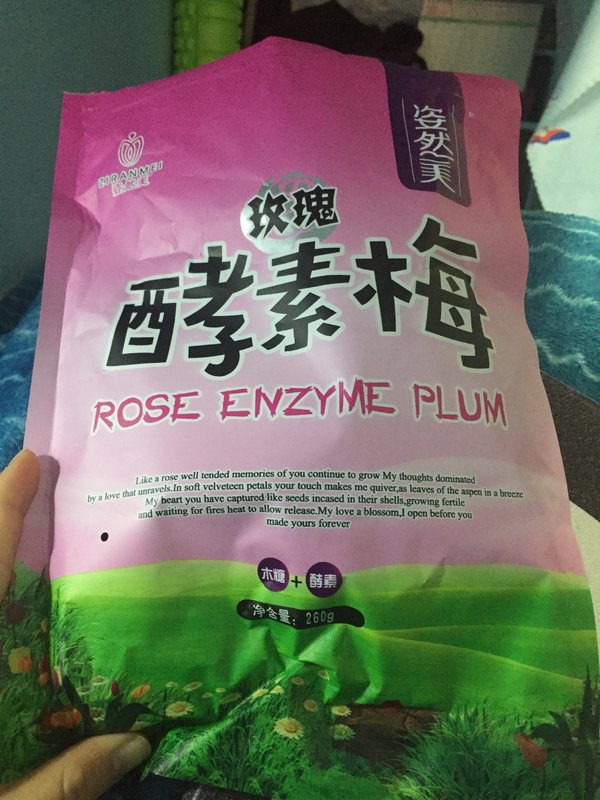 姿然美
ZIRANMEI
姿然美
玫瑰
酵素梅
ROSE ENZYME PLUM
Like a rose well tended memories of you continue to grow My thoughts dominated
by a love that unravels.In soft velveteen petals your touch makes me quiver,as leaves of the aspen in a breeze
My heart you have captured like seeds incased in their shells,growing fertile
and waiting for fires heat to allow release.My love a blossom,I open before you
made yours forever
木糖 + 酵素
净含量: 260g